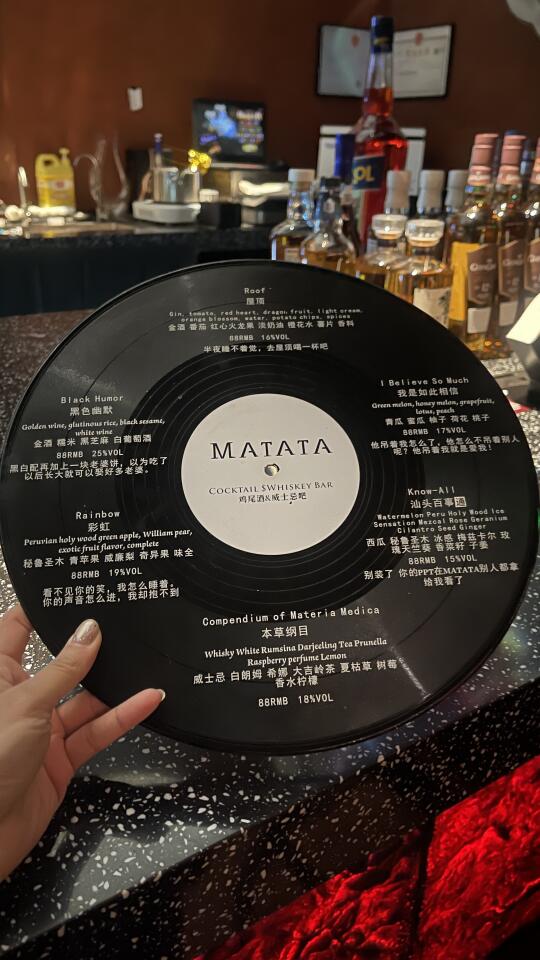 Roof
屋顶
Gin, tomato, red heart, dragon fruit, light cream,
orange blossom, water, potato chips, spices
金酒 番茄 红心火龙果 淡奶油 橙花水 薯片 香料
88RMB 16%VOL
半夜睡不着觉，去屋顶喝一杯吧
Black Humor
黑色幽默
Golden wine, glutinous rice, black sesame,
white wine
金酒 糯米 黑芝麻 白葡萄酒
88RMB 25%VOL
黑白配再加上一块老婆饼，以为吃了
以后长大就可以娶好多老婆。
I Believe So Much
我是如此相信
Green melon, honey melon, grapefruit,
lotus, peach
青瓜 蜜瓜 柚子 荷花 桃子
88RMB 17%VOL
他吊着我怎么了，他怎么不吊着别人
呢？他吊着我就是爱我！
MATATA
COCKTAIL $WHISKEY BAR
鸡尾酒&威士忌吧
Rainbow
彩虹
Peruvian holy wood green apple, William pear,
exotic fruit flavor, complete
秘鲁圣木 青苹果 威廉梨 奇异果 味全
88RMB 19%VOL
看不见你的笑，我怎么睡着。
你的声音怎么进，我却抱不到
Know-All
汕头百事通
Watermelon Peru Holy Wood Ice
Sensation Mezcal Rose Geranium
Cilantro Seed Ginger
西瓜 秘鲁圣木 冰感 梅兹卡尔 玫
瑰天竺葵 香菜籽 子姜
88RMB 15%VOL
别装了 你的PPT在MATATA别人都拿
给我看了
Compendium of Materia Medica
本草纲目
Whisky White Rumsina Darjeeling Tea Prunella
Raspberry perfume Lemon
威士忌 白朗姆 希娜 大吉岭茶 夏枯草 树莓
香水柠檬
88RMB 18%VOL